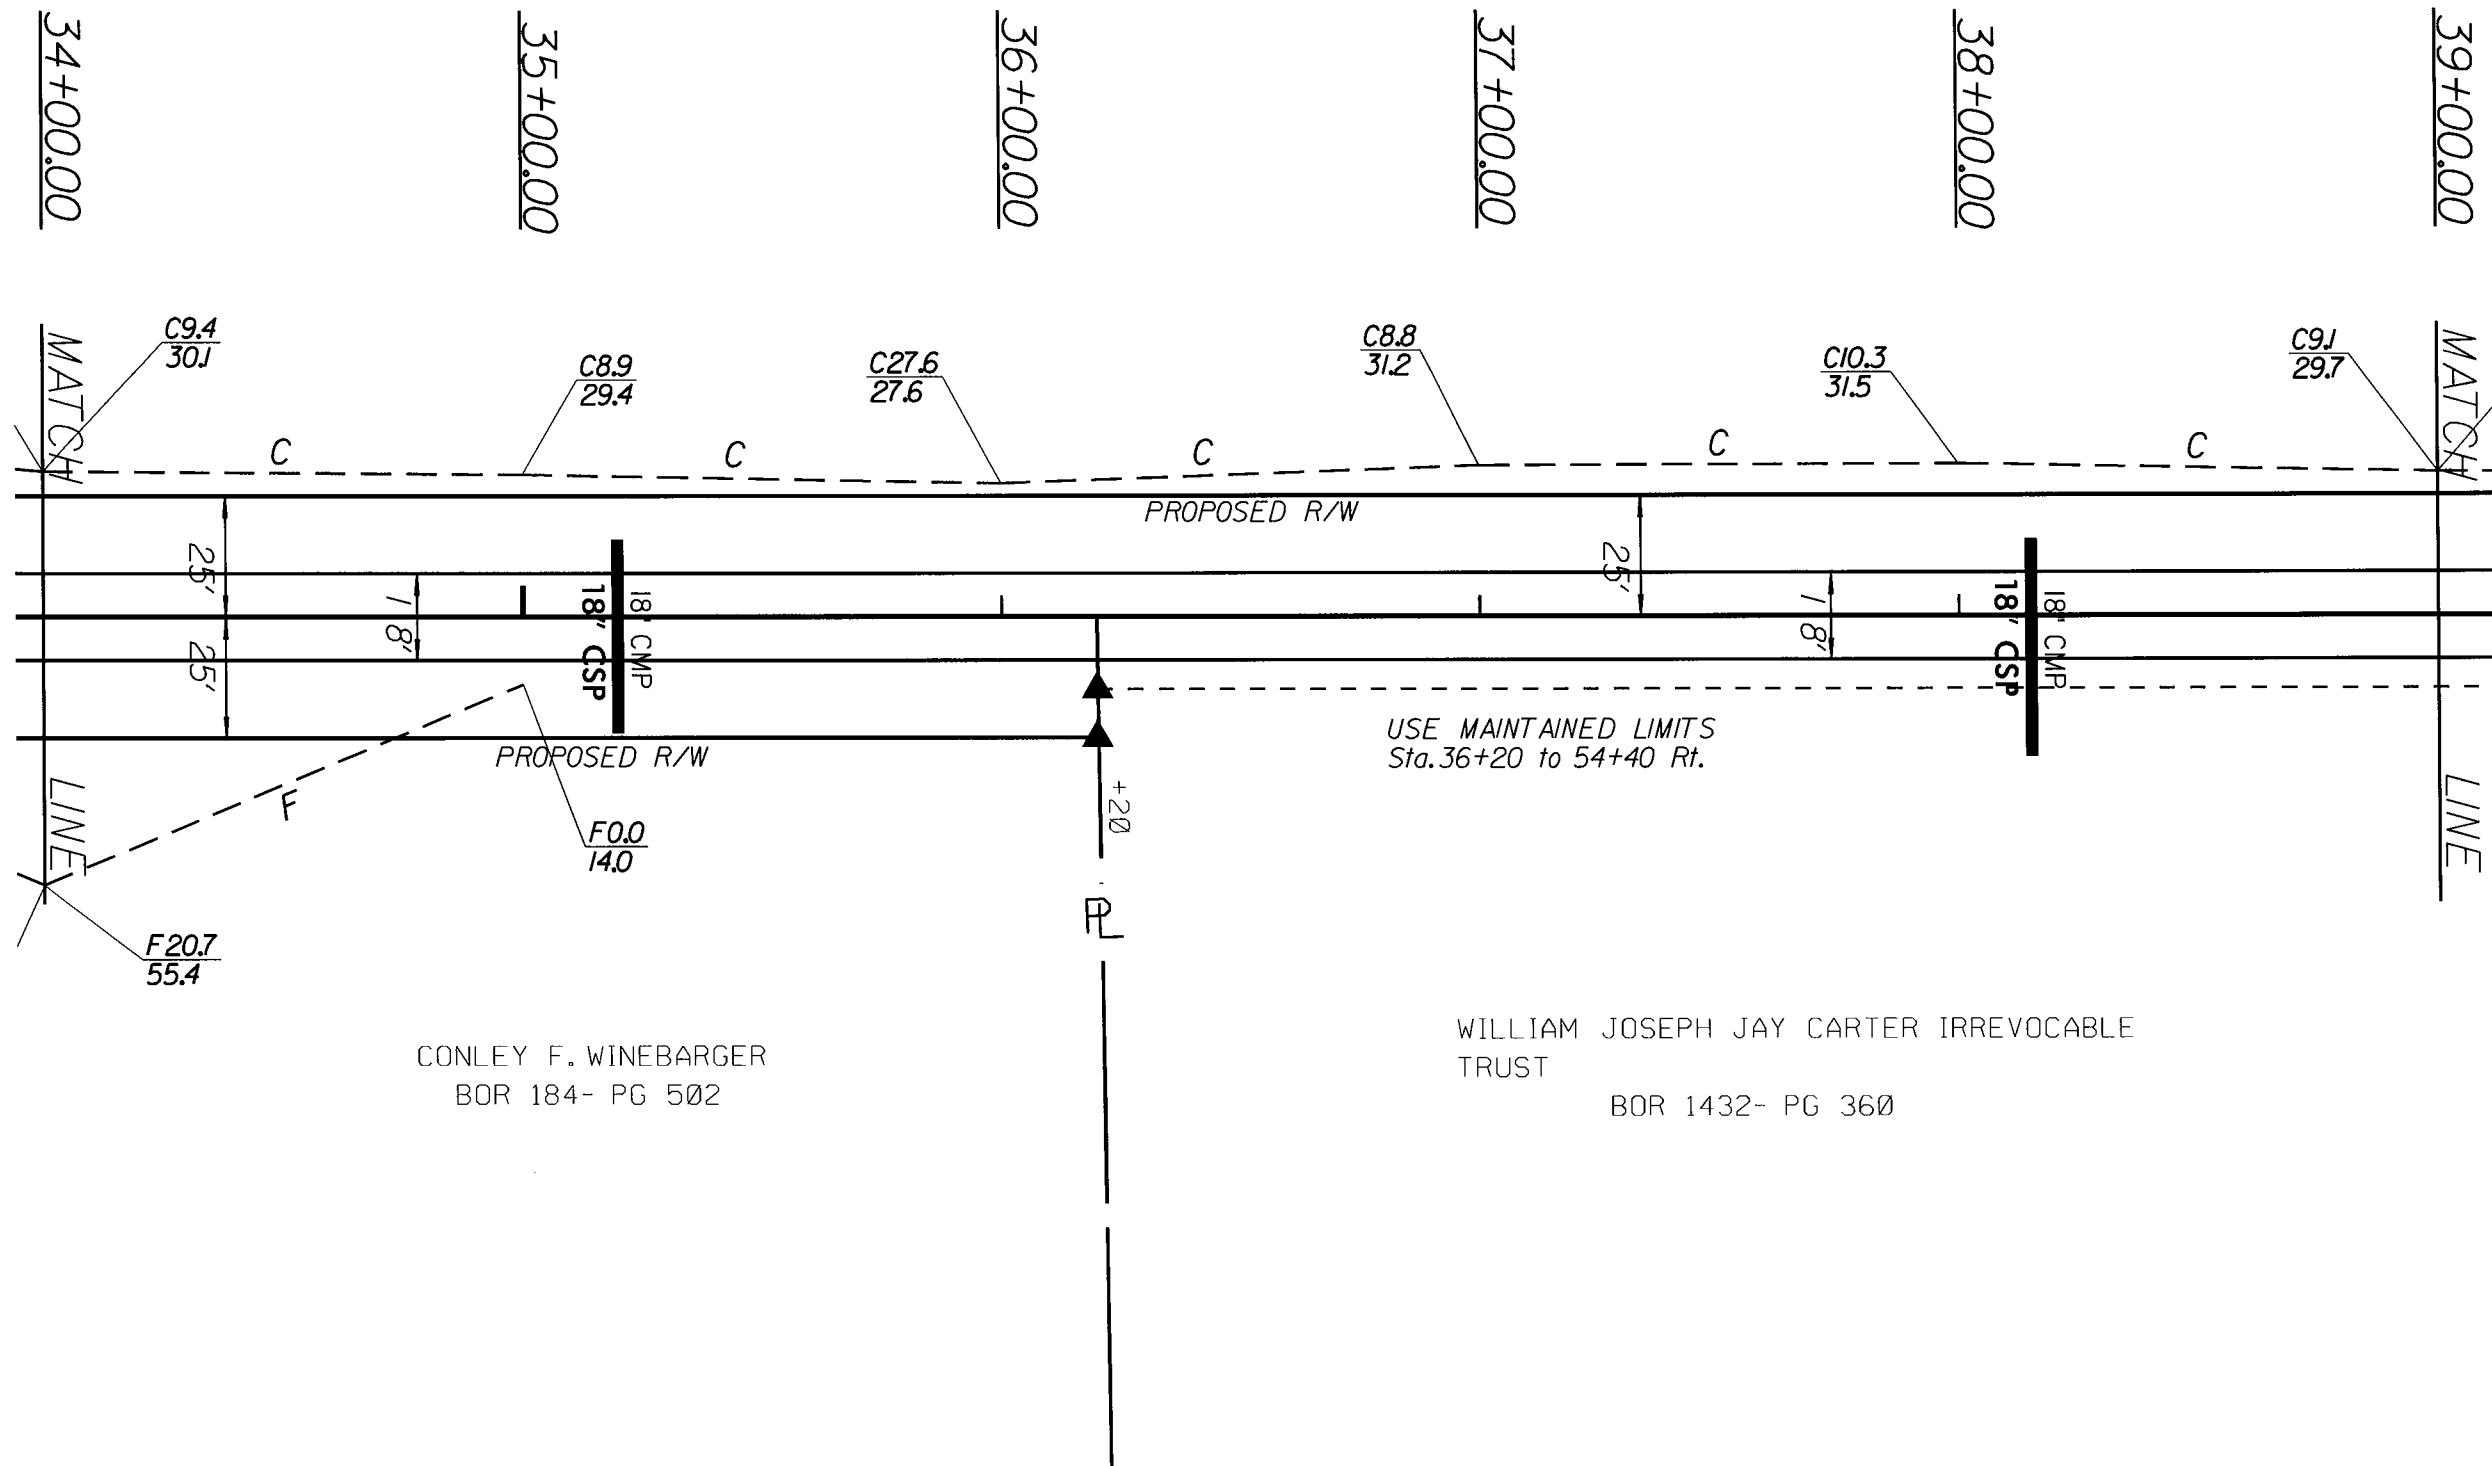 34+00.00
35+00.00
36+00.00
37+00.00
38+00.00
39+00.00
MATCH LINE
MATCH LINE
C9.4
30.1
C8.9
29.4
C27.6
27.6
C8.8
31.2
C10.3
31.5
C9.1
29.7
C
C
C
C
C
PROPOSED R/W
25'
25'
18'
18" CSP
18" CMP
25'
18'
18" CSP
18" CMP
PROPOSED R/W
USE MAINTAINED LIMITS
Sta.36+20 to 54+40 Rt.
+20
F
F0.0
14.0
PL
F20.7
55.4
CONLEY F. WINEBARGER
BOR 184- PG 502
WILLIAM JOSEPH JAY CARTER IRREVOCABLE
TRUST
BOR 1432- PG 360